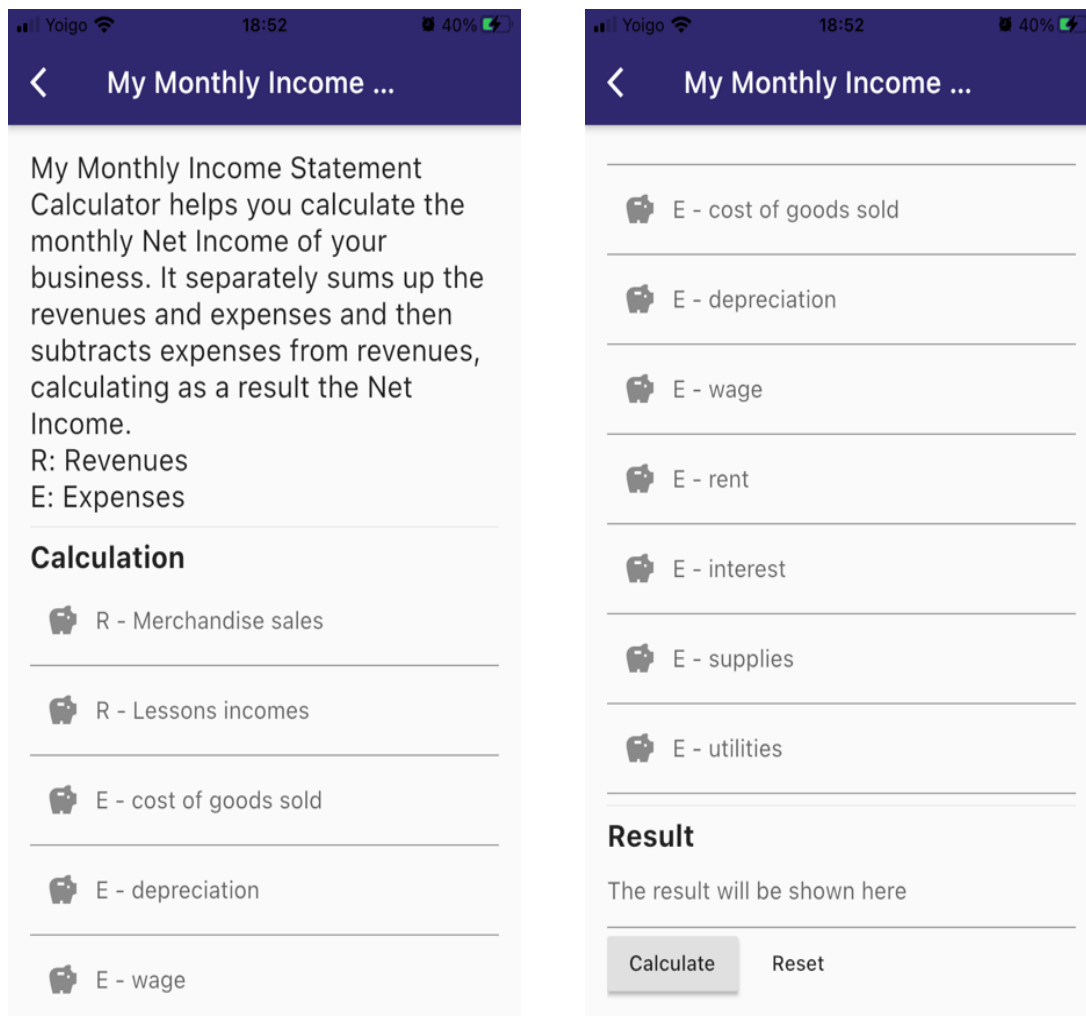 Yoigo 18:52 40%
My Monthly Income ...
My Monthly Income Statement
Calculator helps you calculate the
monthly Net Income of your
business. It separately sums up the
revenues and expenses and then
subtracts expenses from revenues,
calculating as a result the Net
Income.
R: Revenues
E: Expenses
Calculation
R - Merchandise sales
R - Lessons incomes
E - cost of goods sold
E - depreciation
E - wage
Yoigo 18:52 40%
My Monthly Income ...
E - cost of goods sold
E - depreciation
E - wage
E - rent
E - interest
E - supplies
E - utilities
Result
The result will be shown here
Calculate Reset